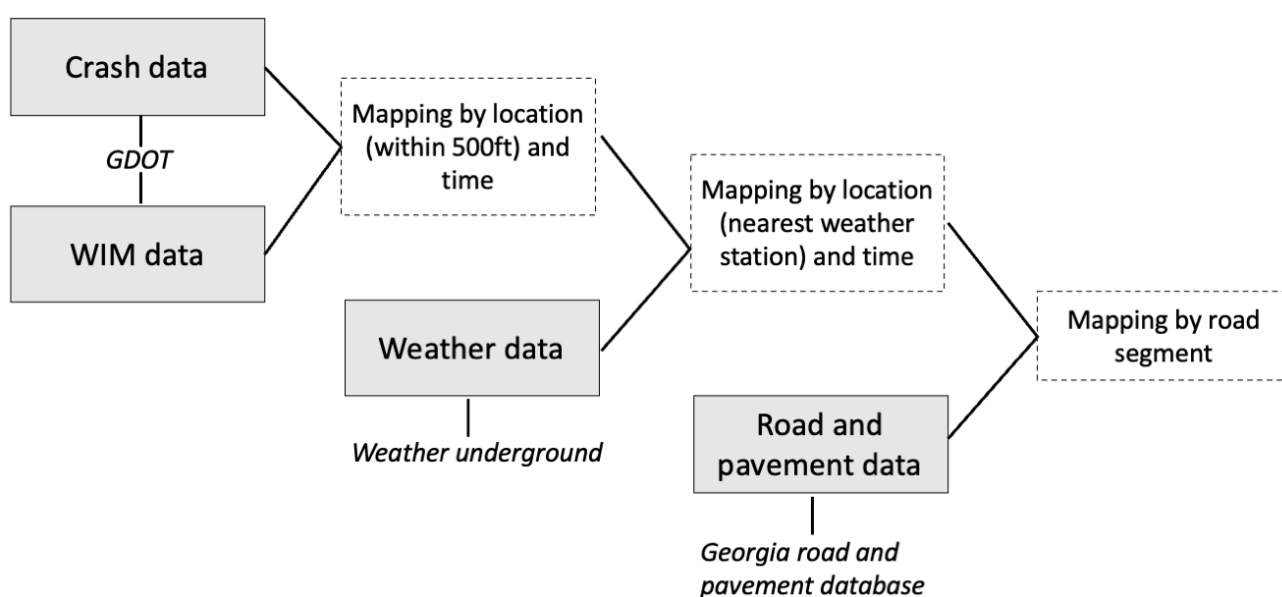 Crash data
GDOT
WIM data
Mapping by location
(within 500ft) and
time
Weather data
Weather underground
Mapping by location
(nearest weather
station) and time
Road and
pavement data
Georgia road and
pavement database
Mapping by road
segment